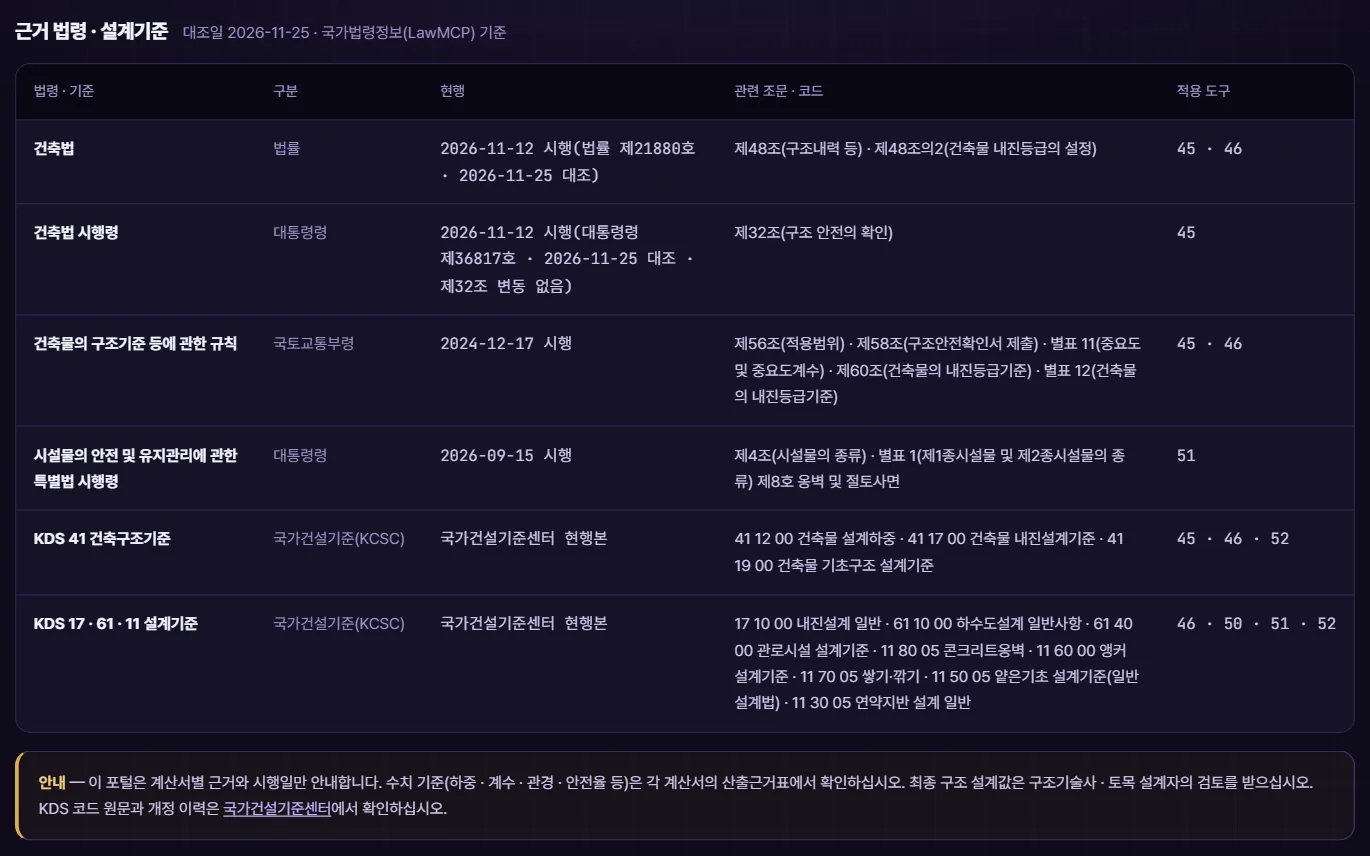 근거 법령 · 설계기준 대조일 2026-11-25 · 국가법령정보(LawMCP) 기준
법령 · 기준 구분 현행 관련 조문 · 코드 적용 도구
건축법 법률 2026-11-12 시행(법률 제21880호 제48조(구조내력 등) · 제48조의2(건축물 내진등급의 설정) 45 · 46
· 2026-11-25 대조)
건축법 시행령 대통령령 2026-11-12 시행(대통령령 제32조(구조 안전의 확인) 45
제36817호 · 2026-11-25 대조 ·
제32조 변동 없음)
건축물의 구조기준 등에 관한 규칙 국토교통부령 2024-12-17 시행 제56조(적용범위) · 제58조(구조안전확인서 제출) · 별표 11(중요도 45 · 46
및 중요도계수) · 제60조(건축물의 내진등급기준) · 별표 12(건축물
의 내진등급기준)
시설물의 안전 및 유지관리에 관한 대통령령 2026-09-15 시행 제4조(시설물의 종류) · 별표 1(제1종시설물 및 제2종시설물의 종 51
특별법 시행령 류) 제8호 옹벽 및 절토사면
KDS 41 건축구조기준 국가건설기준(KCSC) 국가건설기준센터 현행본 41 12 00 건축물 설계하중 · 41 17 00 건축물 내진설계기준 · 41 45 · 46 · 52
19 00 건축물 기초구조 설계기준
KDS 17 · 61 · 11 설계기준 국가건설기준(KCSC) 국가건설기준센터 현행본 17 10 00 내진설계 일반 · 61 10 00 하수도설계 일반사항 · 61 40 46 · 50 · 51 · 52
00 관로시설 설계기준 · 11 80 05 콘크리트옹벽 · 11 60 00 앵커
설계기준 · 11 70 05 쌓기·깎기 · 11 50 05 얕은기초 설계기준(일반
설계법) · 11 30 05 연약지반 설계 일반
안내 — 이 포털은 계산서별 근거와 시행일만 안내합니다. 수치 기준(하중 · 계수 · 관경 · 안전율 등)은 각 계산서의 산출근거표에서 확인하십시오. 최종 구조 설계값은 구조기술사 · 토목 설계자의 검토를 받으십시오.
KDS 코드 원문과 개정 이력은 국가건설기준센터에서 확인하십시오.